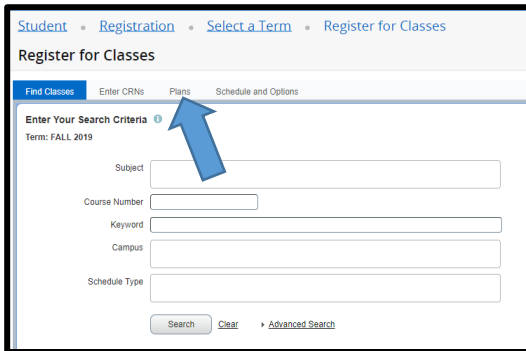 Student • Registration • Select a Term • Register for Classes
Register for Classes
Find Classes Enter CRNs Plans Schedule and Options
Enter Your Search Criteria
Term: FALL 2019
Subject
Course Number
Keyword
Campus
Schedule Type
Search Clear Advanced Search